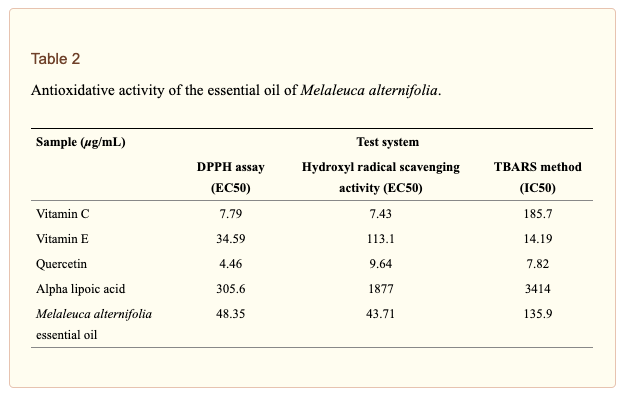 Table 2
Antioxidative activity of the essential oil of Melaleuca alternifolia.
Sample (μg/mL) Test system
DPPH assay Hydroxyl radical scavenging TBARS method
(EC50) activity (EC50) (IC50)
Vitamin C 7.79 7.43 185.7
Vitamin E 34.59 113.1 14.19
Quercetin 4.46 9.64 7.82
Alpha lipoic acid 305.6 1877 3414
Melaleuca alternifolia 48.35 43.71 135.9
essential oil